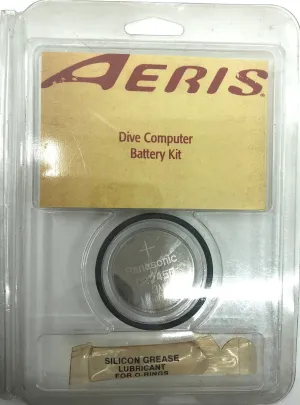 AERIS
Dive Computer
Battery Kit
+
Panasonic
SILICON GREASE
LUBRICANT
FOR O-RINGS